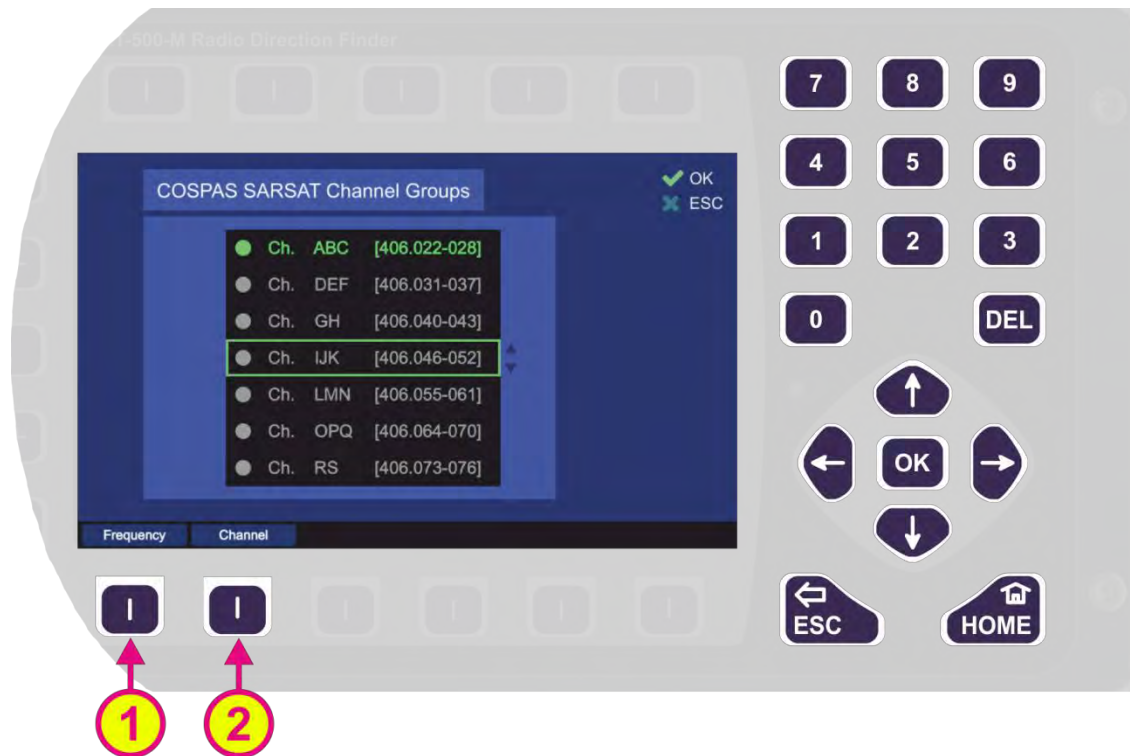 Radio Direction Finder
COSPAS SARSAT Channel Groups
OK
ESC
Ch. ABC [406.022-028]
Ch. DEF [406.031-037]
Ch. GH [406.040-043]
Ch. IJK [406.046-052]
Ch. LMN [406.055-061]
Ch. OPQ [406.064-070]
Ch. RS [406.073-076]
Frequency Channel
7 8 9
4 5 6
1 2 3
0 DEL
OK
ESC HOME
1 2